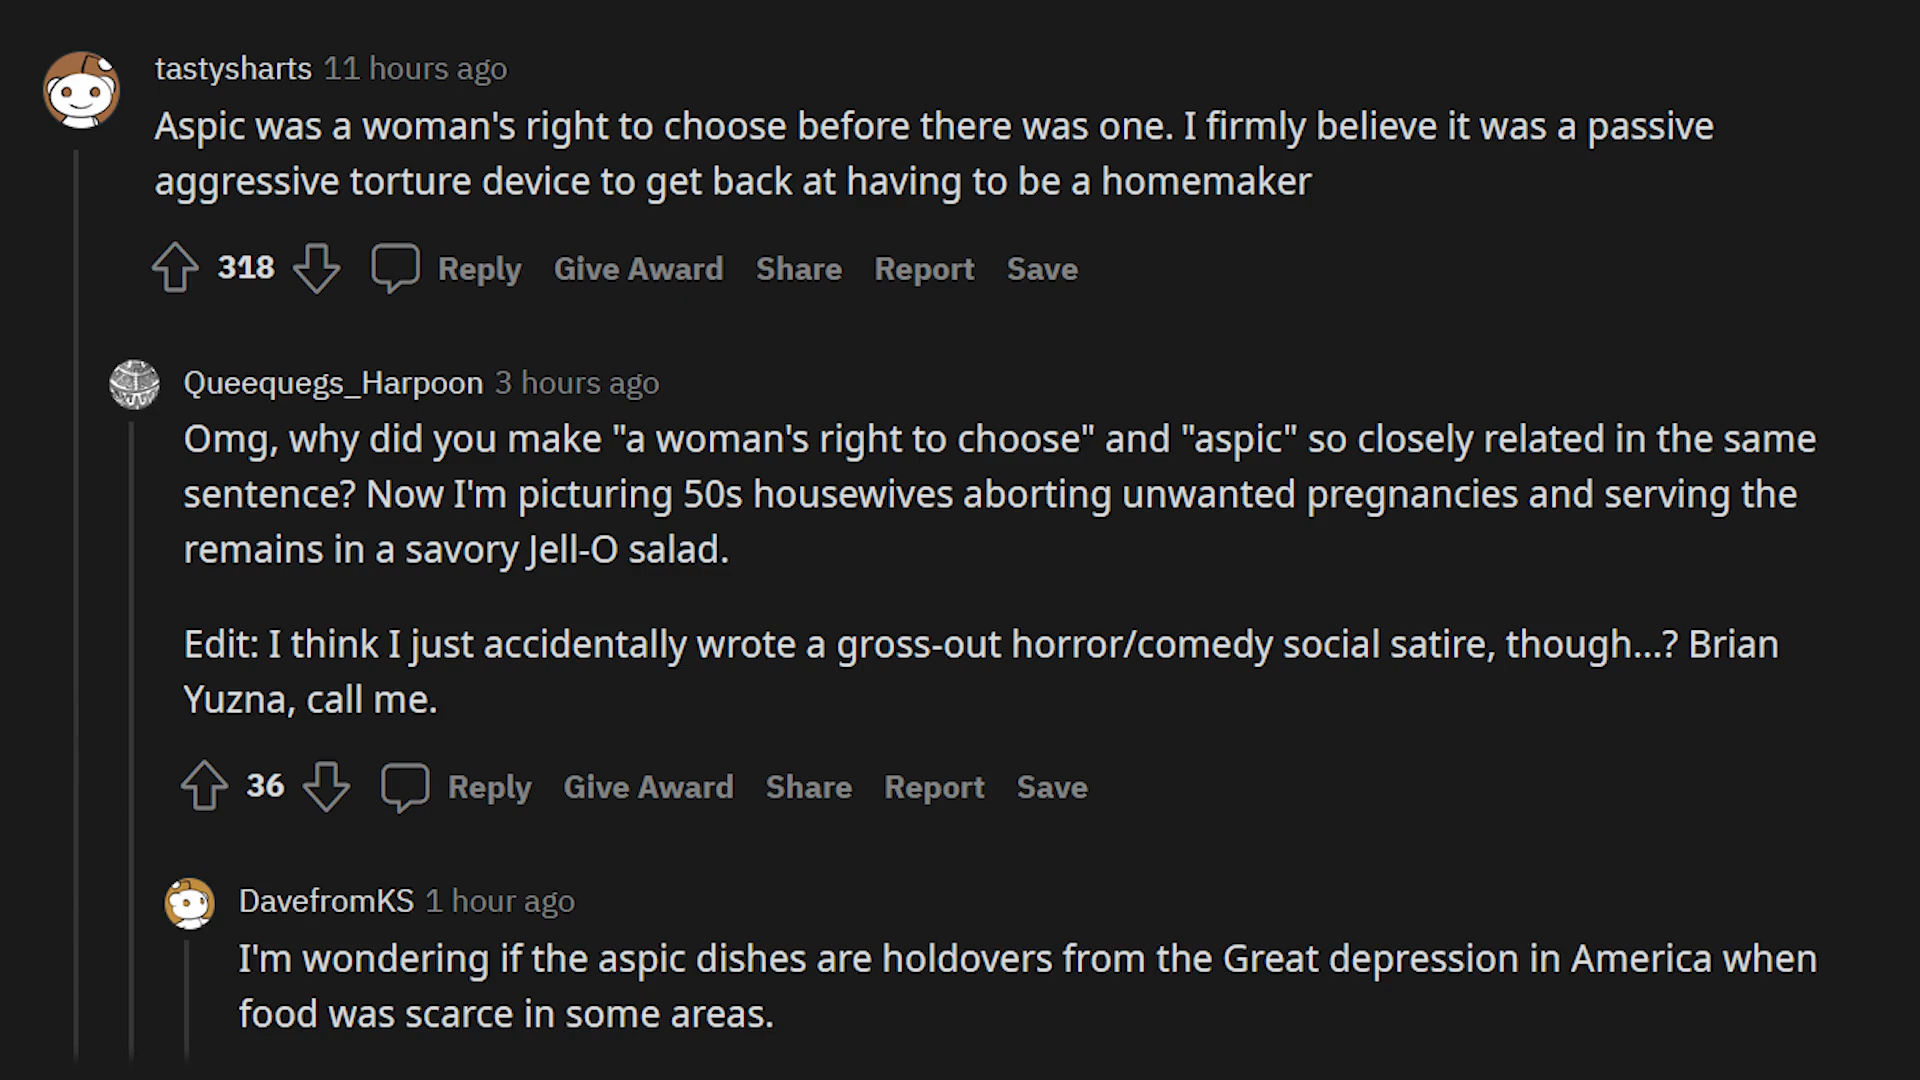 tastysharts 11 hours ago
Aspic was a woman's right to choose before there was one. I firmly believe it was a passive
aggressive torture device to get back at having to be a homemaker
318 Reply Give Award Share Report Save
Queequegs_Harpoon 3 hours ago
Omg, why did you make "a woman's right to choose" and "aspic" so closely related in the same
sentence? Now I'm picturing 50s housewives aborting unwanted pregnancies and serving the
remains in a savory Jell-O salad.
Edit: I think I just accidentally wrote a gross-out horror/comedy social satire, though...? Brian
Yuzna, call me.
36 Reply Give Award Share Report Save
DavefromKS 1 hour ago
I'm wondering if the aspic dishes are holdovers from the Great depression in America when
food was scarce in some areas.